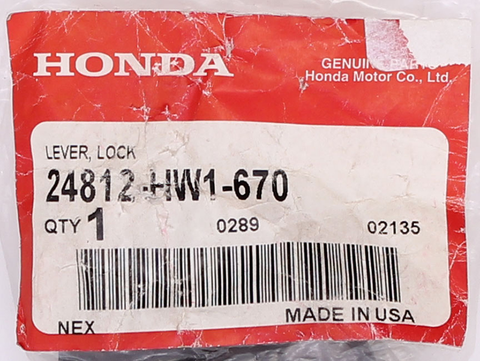 HONDA
GENUINE PARTS
Honda Motor Co., Ltd.
LEVER, LOCK
24812-HW1-670
QTY 1 0289 02135
NEX MADE IN USA